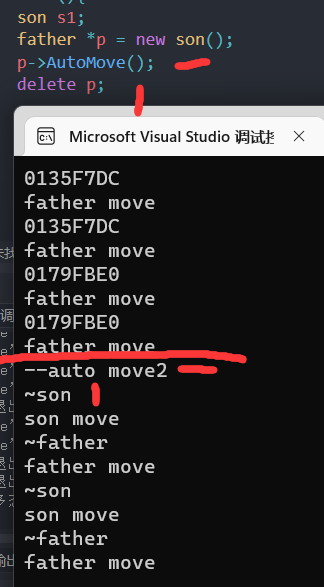 son s1;
father *p = new son();
p->AutoMove();
delete p;
Microsoft Visual Studio 调试控
0135F7DC
father move
0135F7DC
father move
0179FBE0
father move
0179FBE0
father move
--auto move2
~son
son move
~father
father move
~son
son move
~father
father move